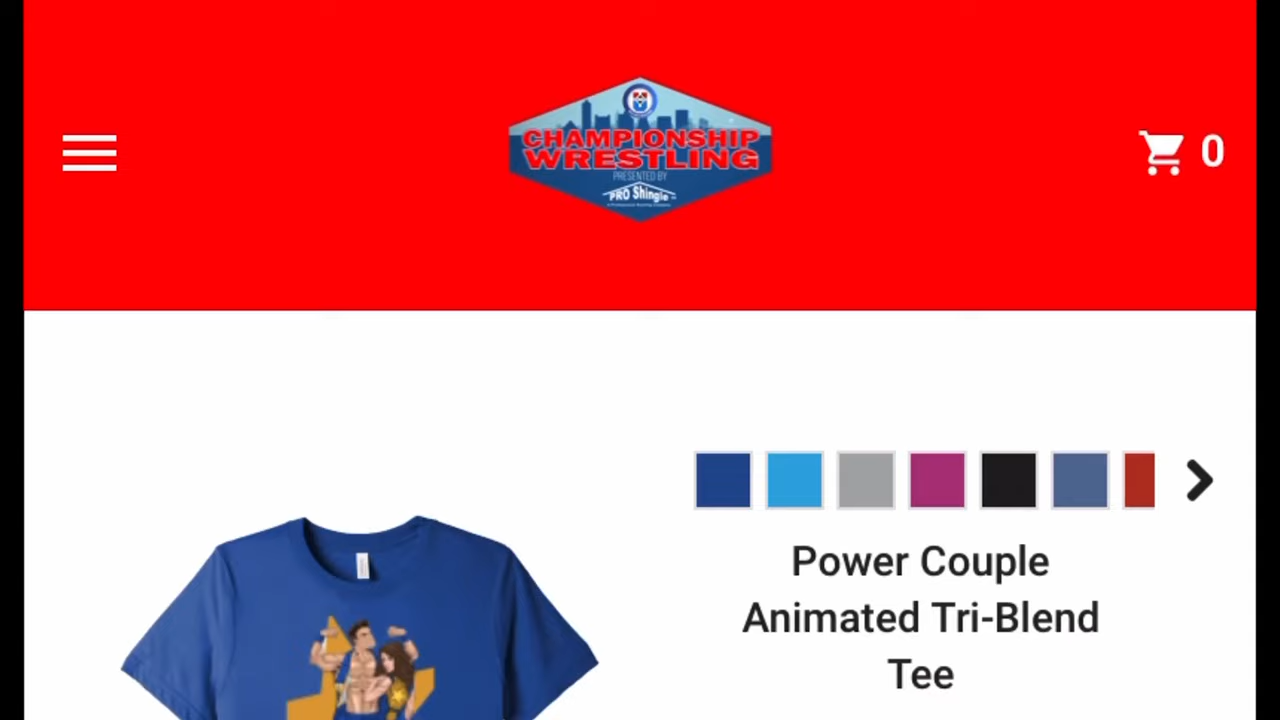 CHAMPIONSHIP
WRESTLING
PRESENTED BY
PRO Shingle
0
Power Couple
Animated Tri-Blend
Tee